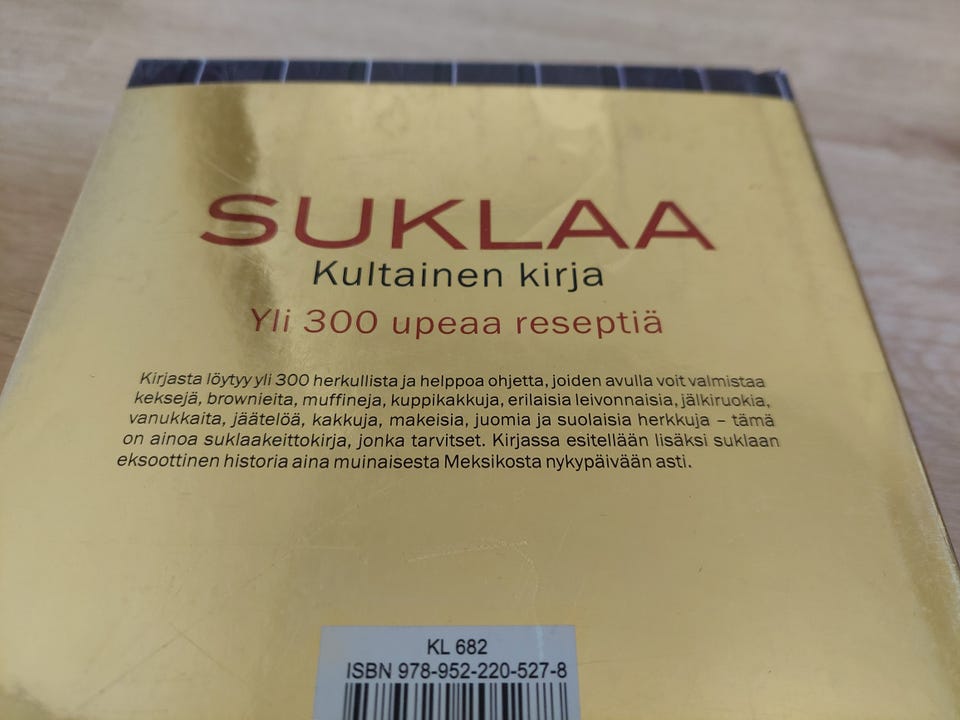 SUKLAA
Kultainen kirja
Yli 300 upeaa reseptiä
Kirjasta löytyy yli 300 herkullista ja helppoa ohjetta, joiden avulla voit valmistaa
keksejä, brownieita, muffineja, kuppikakkuja, erilaisia leivonnaisia, jälkiruokia,
vanukkaita, jäätelöä, kakkuja, makeisia, juomia ja suolaisia herkkuja – tämä
on ainoa suklaakeittokirja, jonka tarvitset. Kirjassa esitellään lisäksi suklaan
eksoottinen historia aina muinaisesta Meksikosta nykypäivään asti.
KL 682
ISBN 978-952-220-527-8